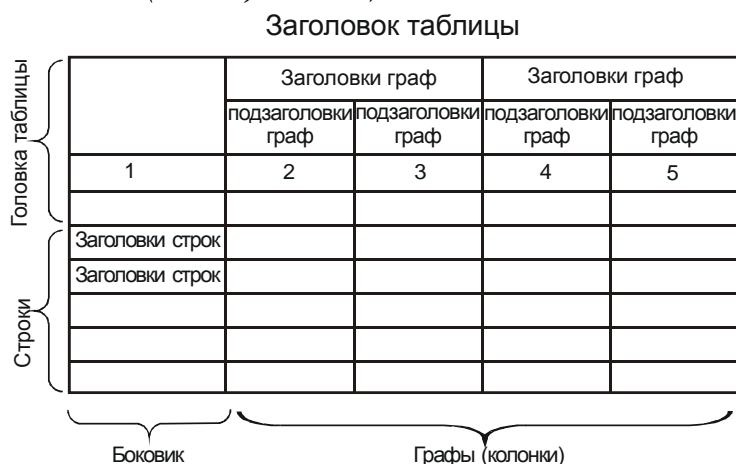 Заголовок таблицы
Головка таблицы
Заголовки граф Заголовки граф
подзаголовки граф подзаголовки граф подзаголовки граф подзаголовки граф
1 2 3 4 5
Строки
Заголовки строк
Заголовки строк
Боковик Графы (колонки)